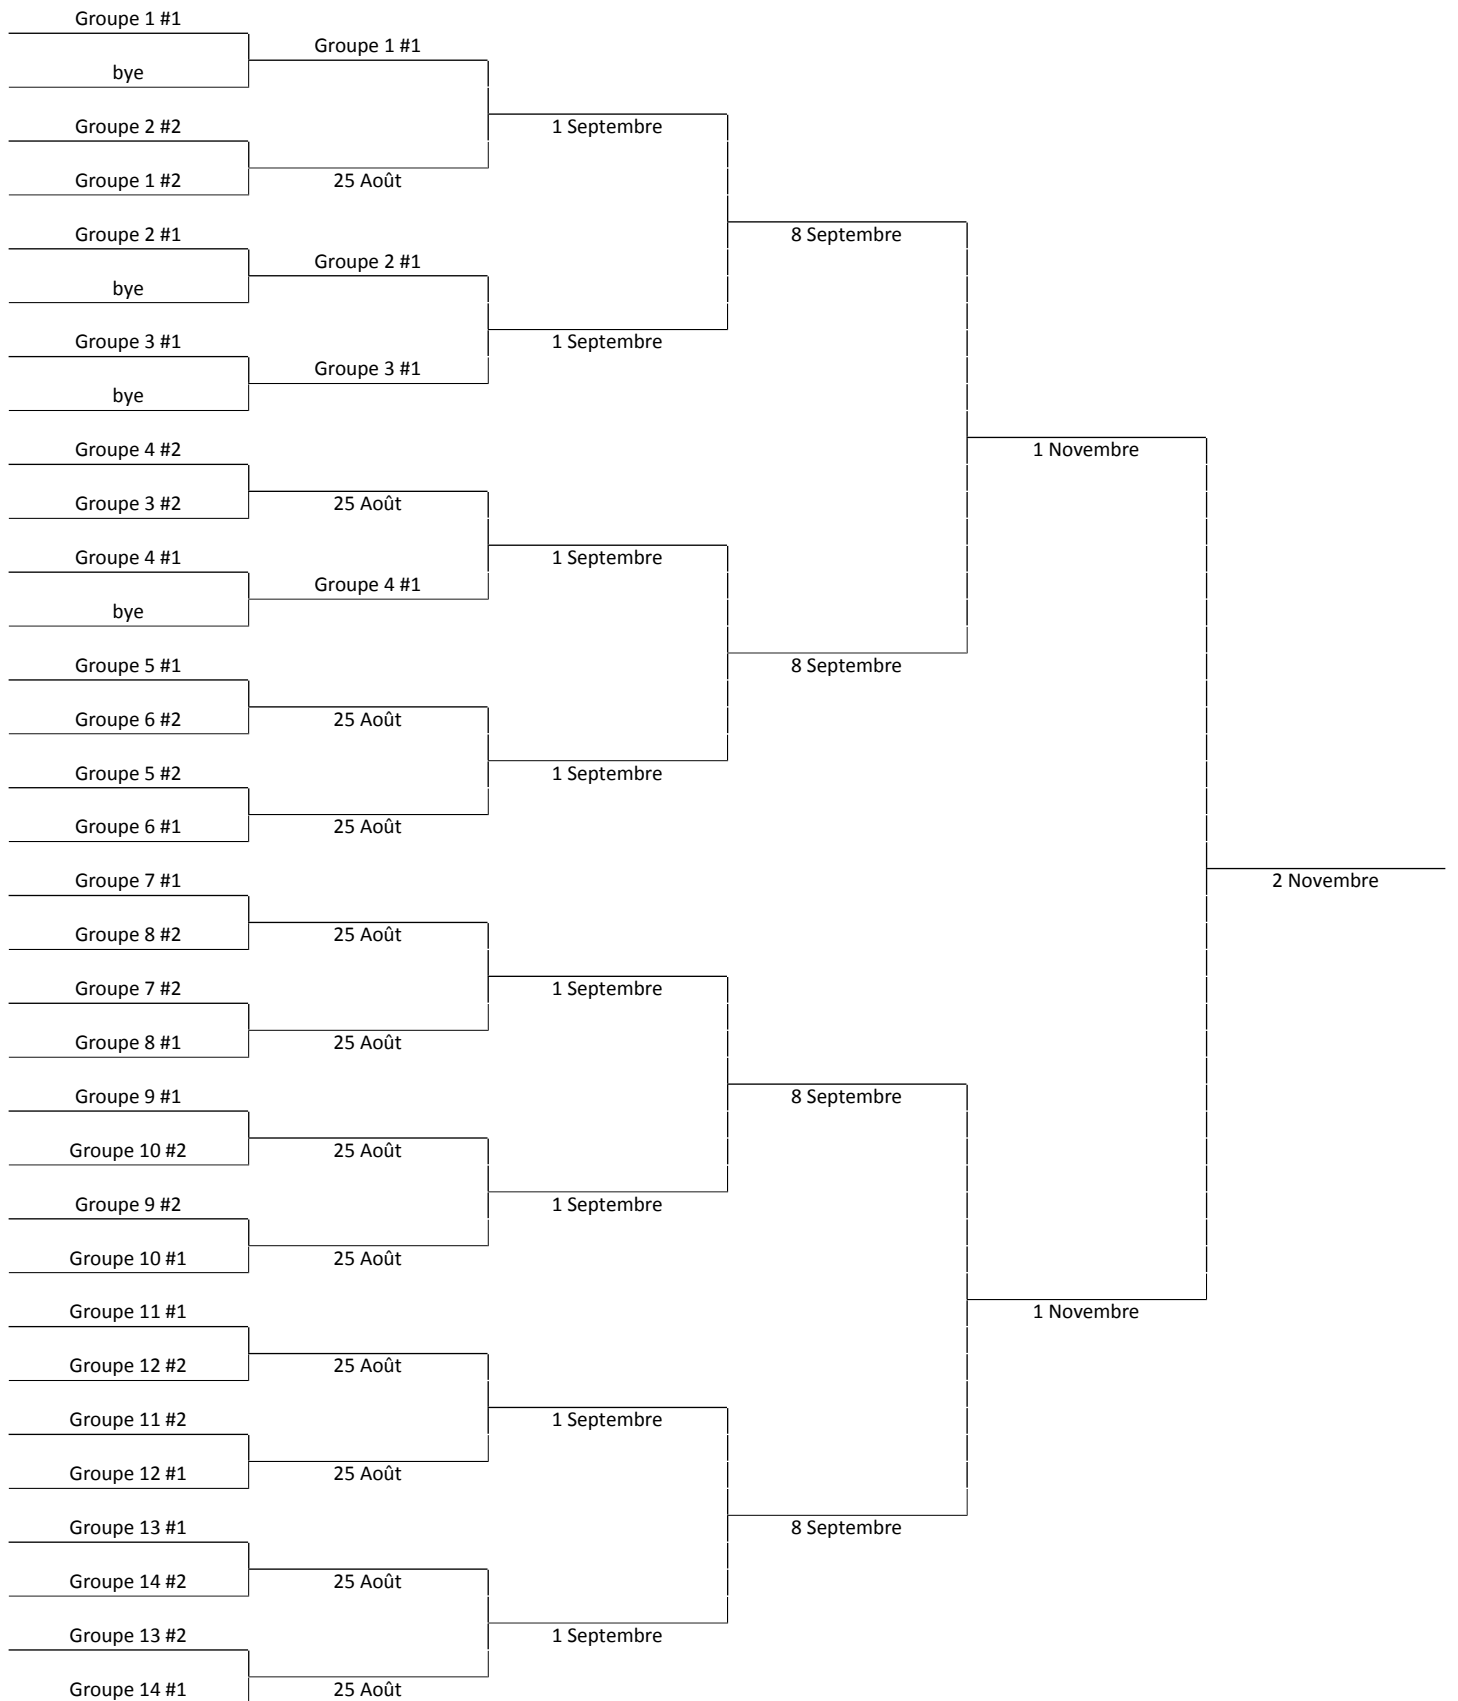 Groupe 1 #1
Groupe 1 #1
bye
Groupe 2 #2
1 Septembre
Groupe 1 #2
25 Août
Groupe 2 #1
8 Septembre
Groupe 2 #1
bye
Groupe 3 #1
1 Septembre
Groupe 3 #1
bye
Groupe 4 #2
1 Novembre
Groupe 3 #2
25 Août
Groupe 4 #1
1 Septembre
Groupe 4 #1
bye
Groupe 5 #1
8 Septembre
Groupe 6 #2
25 Août
Groupe 5 #2
1 Septembre
Groupe 6 #1
25 Août
Groupe 7 #1
2 Novembre
Groupe 8 #2
25 Août
Groupe 7 #2
1 Septembre
Groupe 8 #1
25 Août
Groupe 9 #1
8 Septembre
Groupe 10 #2
25 Août
Groupe 9 #2
1 Septembre
Groupe 10 #1
25 Août
Groupe 11 #1
1 Novembre
Groupe 12 #2
25 Août
Groupe 11 #2
1 Septembre
Groupe 12 #1
25 Août
Groupe 13 #1
8 Septembre
Groupe 14 #2
25 Août
Groupe 13 #2
1 Septembre
Groupe 14 #1
25 Août